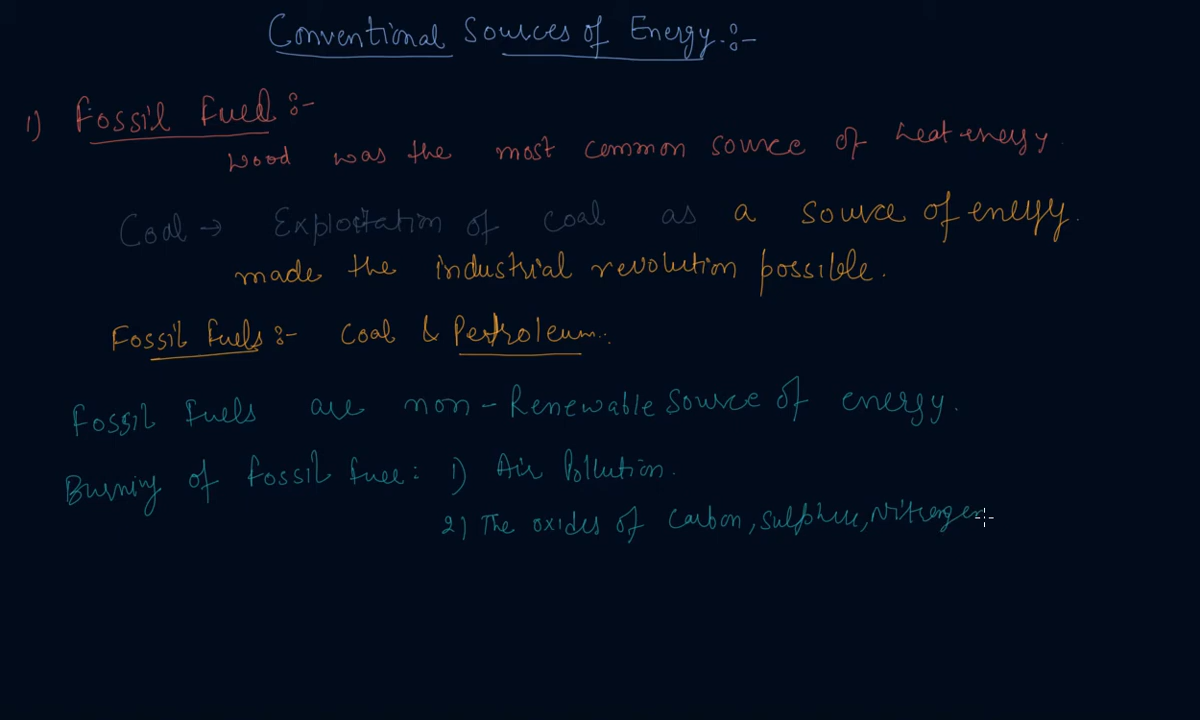 Conventional Sources of Energy :-
1) Fossil Fuel :-
Wood was the most common source of heat energy.
Coal → Exploitation of coal as a source of energy.
made the industrial revolution possible.
Fossil Fuels :- Coal & Petroleum.
Fossil Fuels are non-Renewable Source of energy.
Burning of fossil fuel: 1) Air Pollution.
2) The oxides of Carbon, Sulphur, Nitrogen